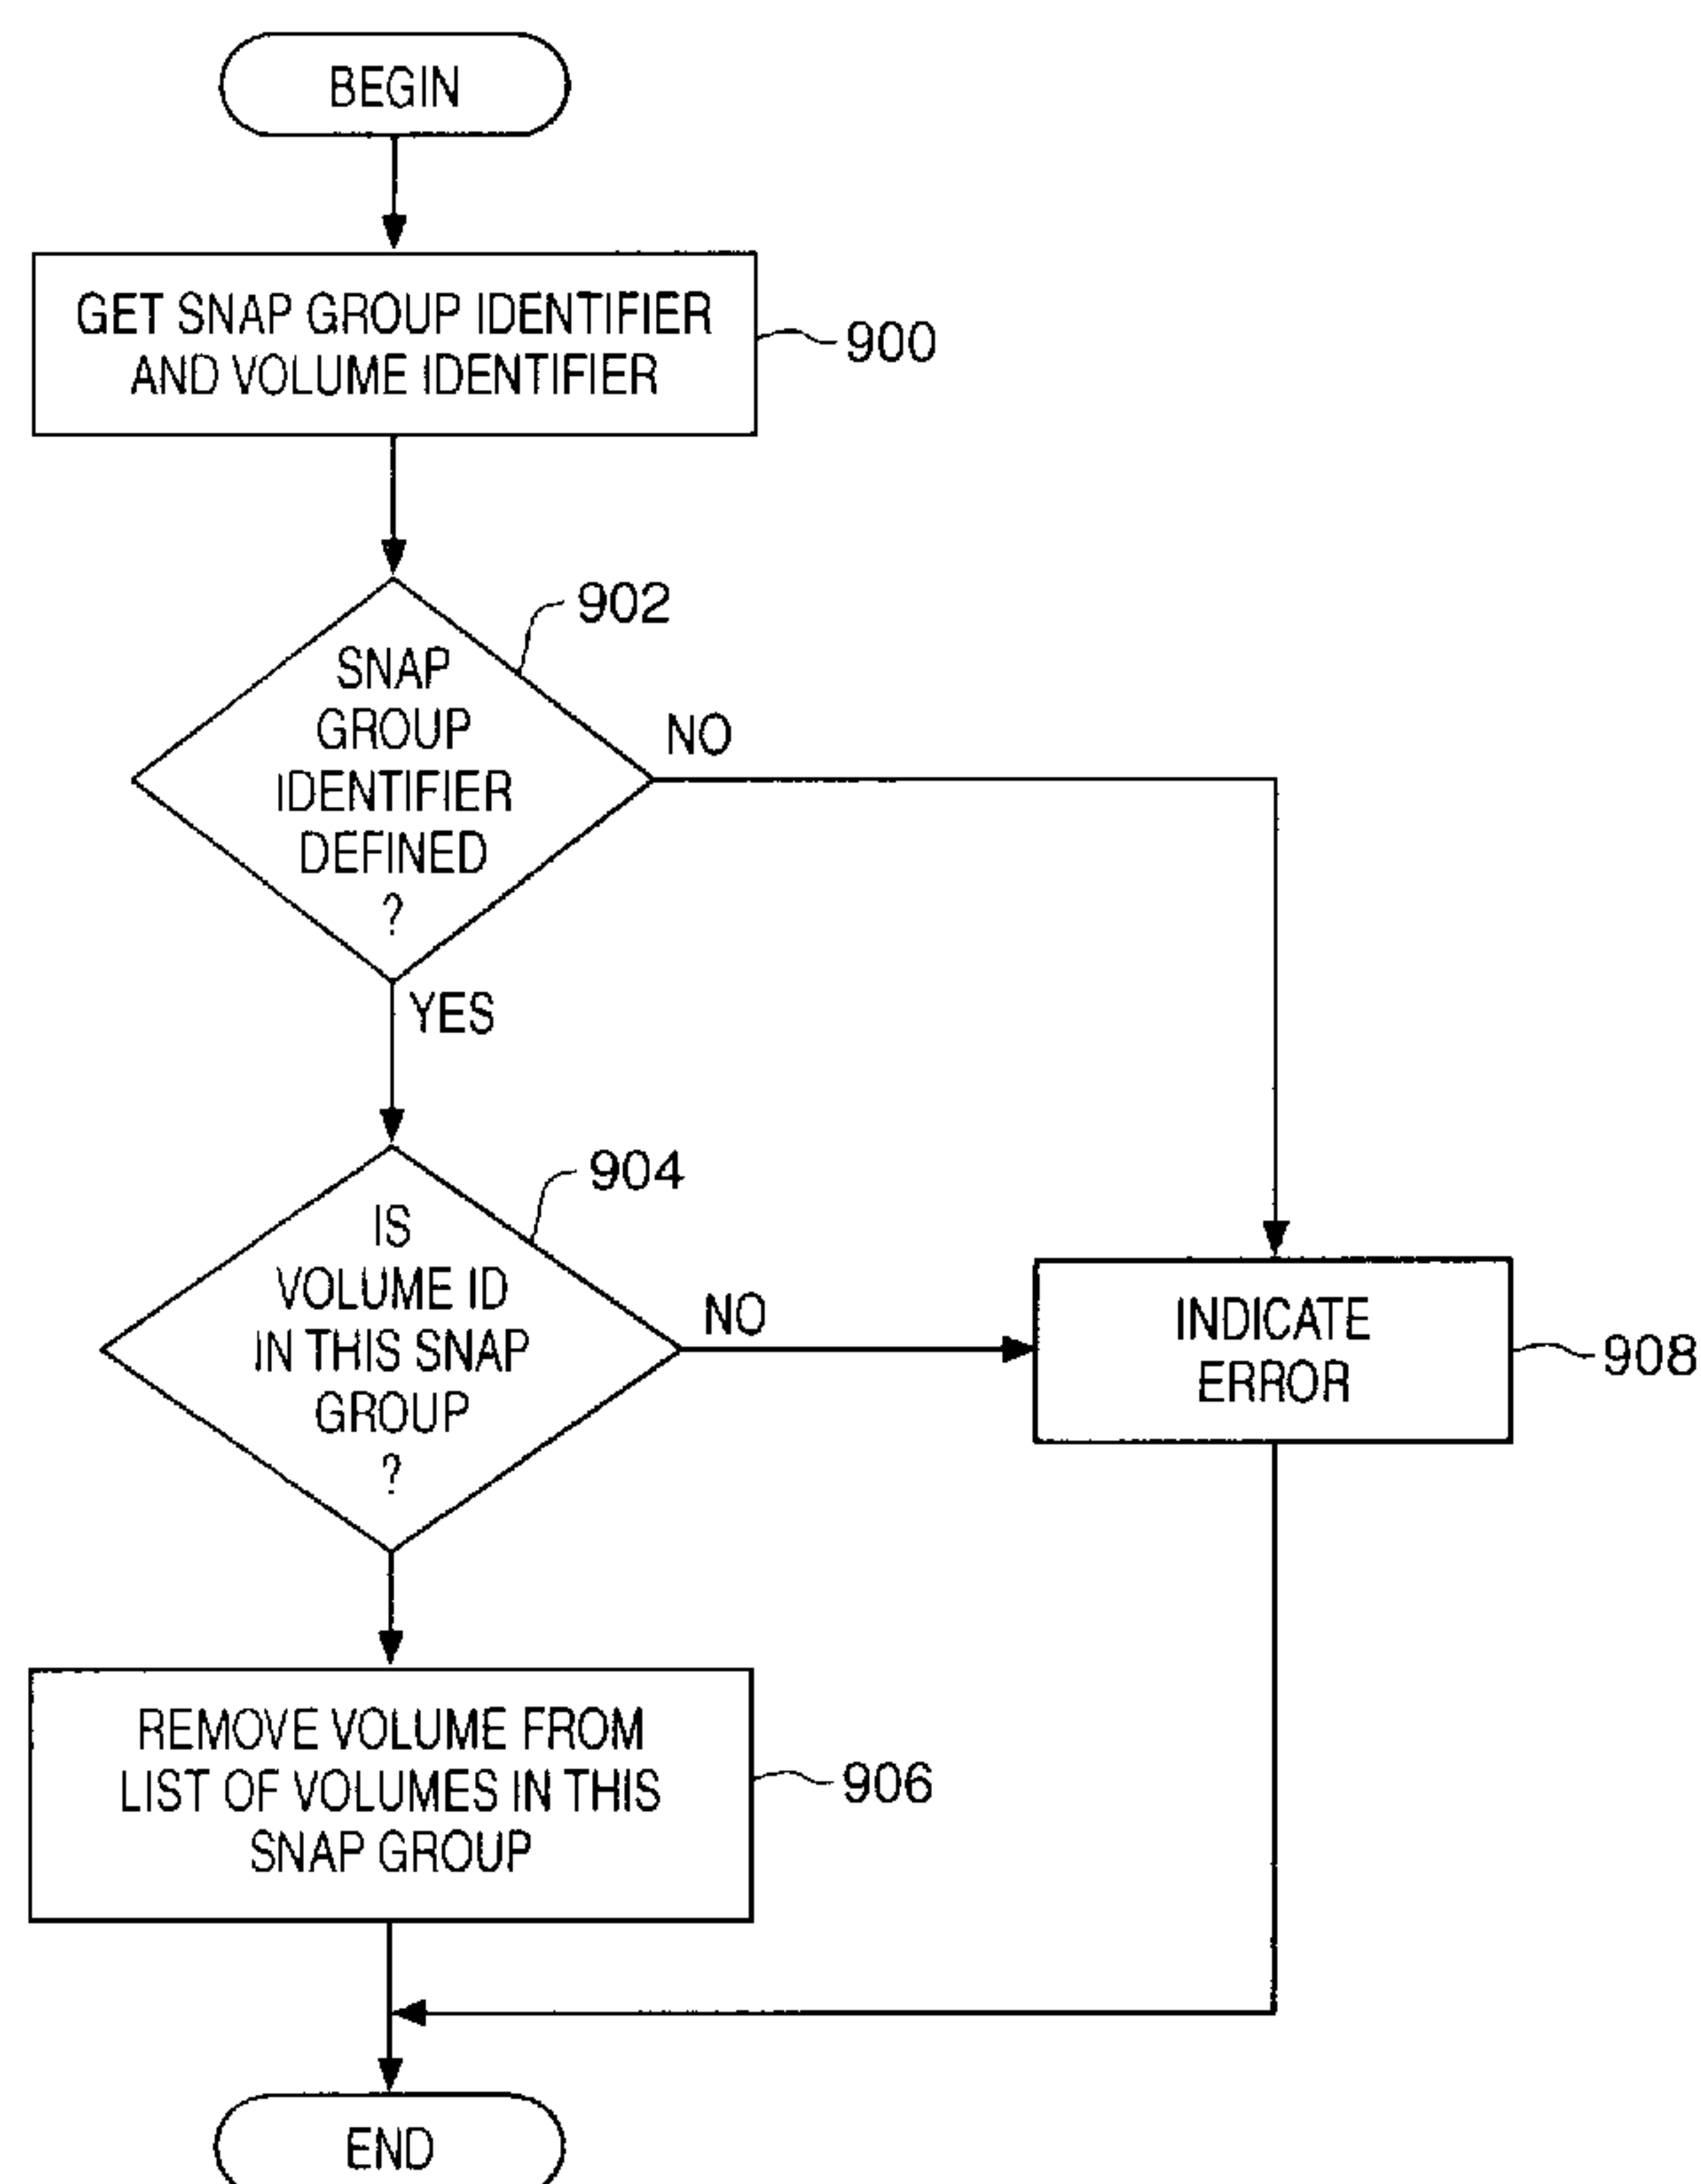 BEGIN
GET SNAP GROUP IDENTIFIER
AND VOLUME IDENTIFIER
900
902
SNAP
GROUP
IDENTIFIER
DEFINED
?
NO
YES
904
IS
VOLUME ID
IN THIS SNAP
GROUP
?
NO
INDICATE
ERROR
908
REMOVE VOLUME FROM
LIST OF VOLUMES IN THIS
SNAP GROUP
906
END